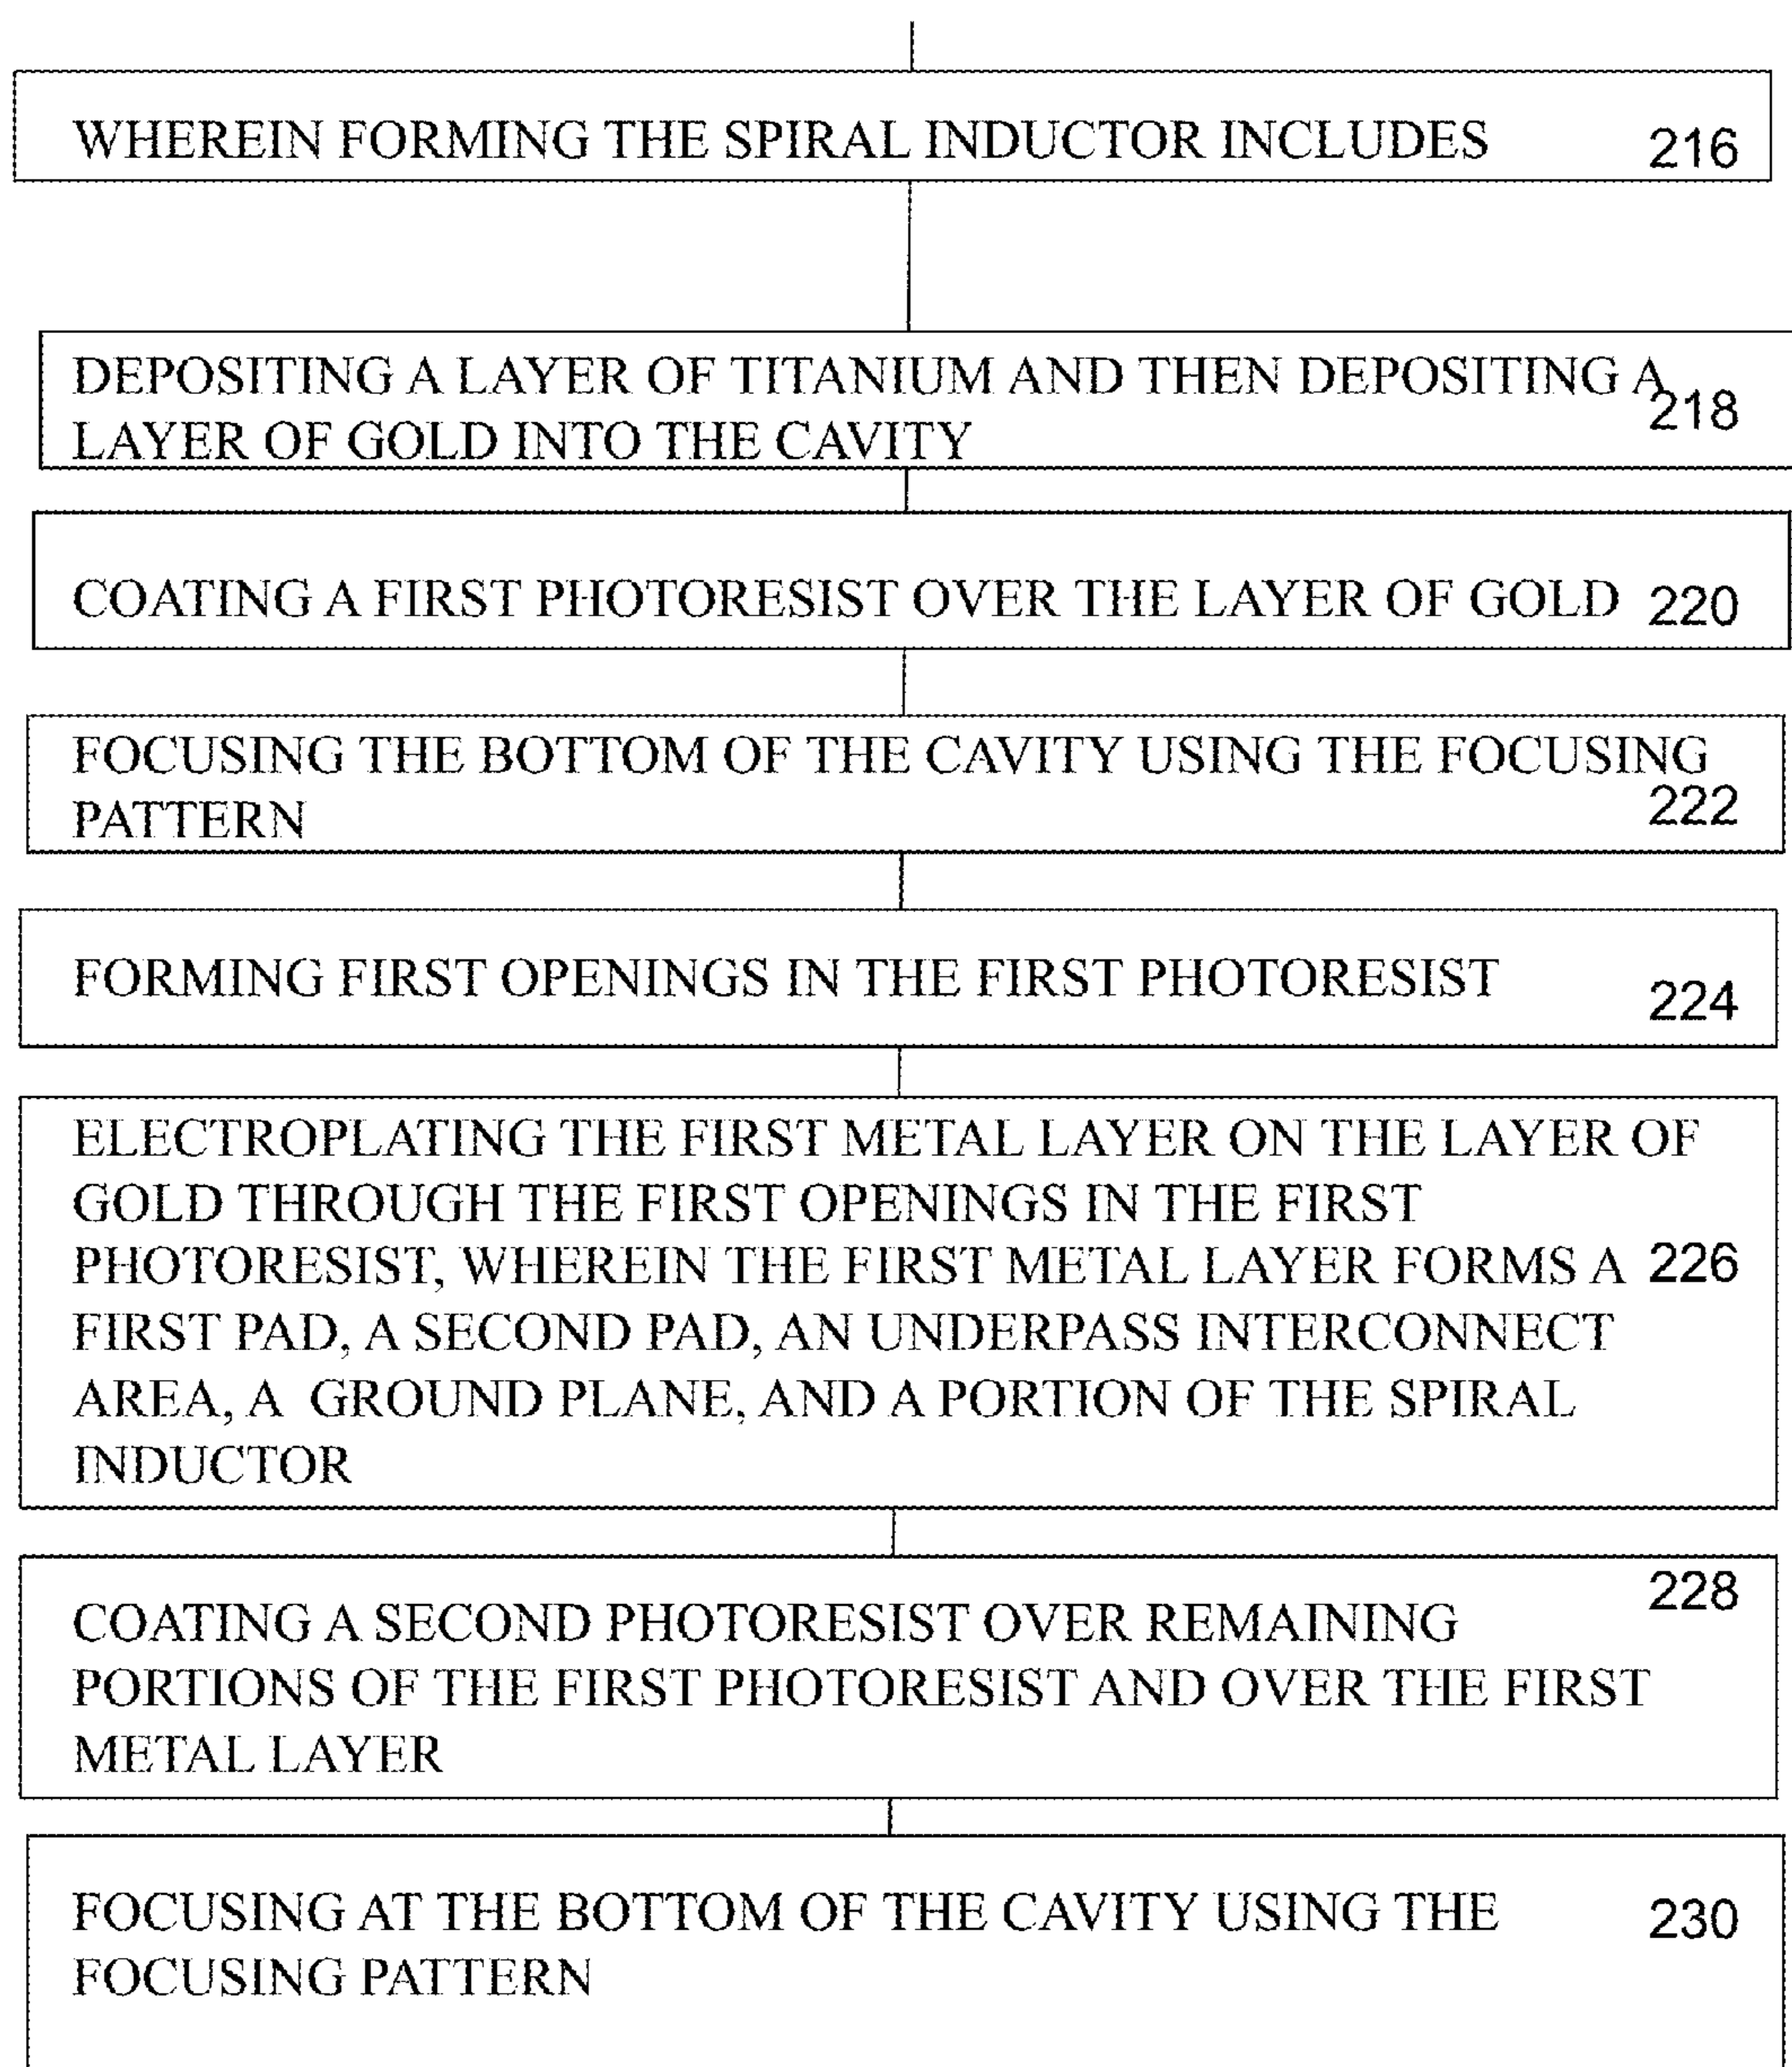 WHEREIN FORMING THE SPIRAL INDUCTOR INCLUDES 216
DEPOSITING A LAYER OF TITANIUM AND THEN DEPOSITING A
218
LAYER OF GOLD INTO THE CAVITY
COATING A FIRST PHOTORESIST OVER THE LAYER OF GOLD 220
FOCUSING THE BOTTOM OF THE CAVITY USING THE FOCUSING
PATTERN 222
FORMING FIRST OPENINGS IN THE FIRST PHOTORESIST 224
ELECTROPLATING THE FIRST METAL LAYER ON THE LAYER OF
GOLD THROUGH THE FIRST OPENINGS IN THE FIRST
PHOTORESIST, WHEREIN THE FIRST METAL LAYER FORMS A 226
FIRST PAD, A SECOND PAD, AN UNDERPASS INTERCONNECT
AREA, A GROUND PLANE, AND A PORTION OF THE SPIRAL
INDUCTOR
228
COATING A SECOND PHOTORESIST OVER REMAINING
PORTIONS OF THE FIRST PHOTORESIST AND OVER THE FIRST
METAL LAYER
FOCUSING AT THE BOTTOM OF THE CAVITY USING THE 230
FOCUSING PATTERN